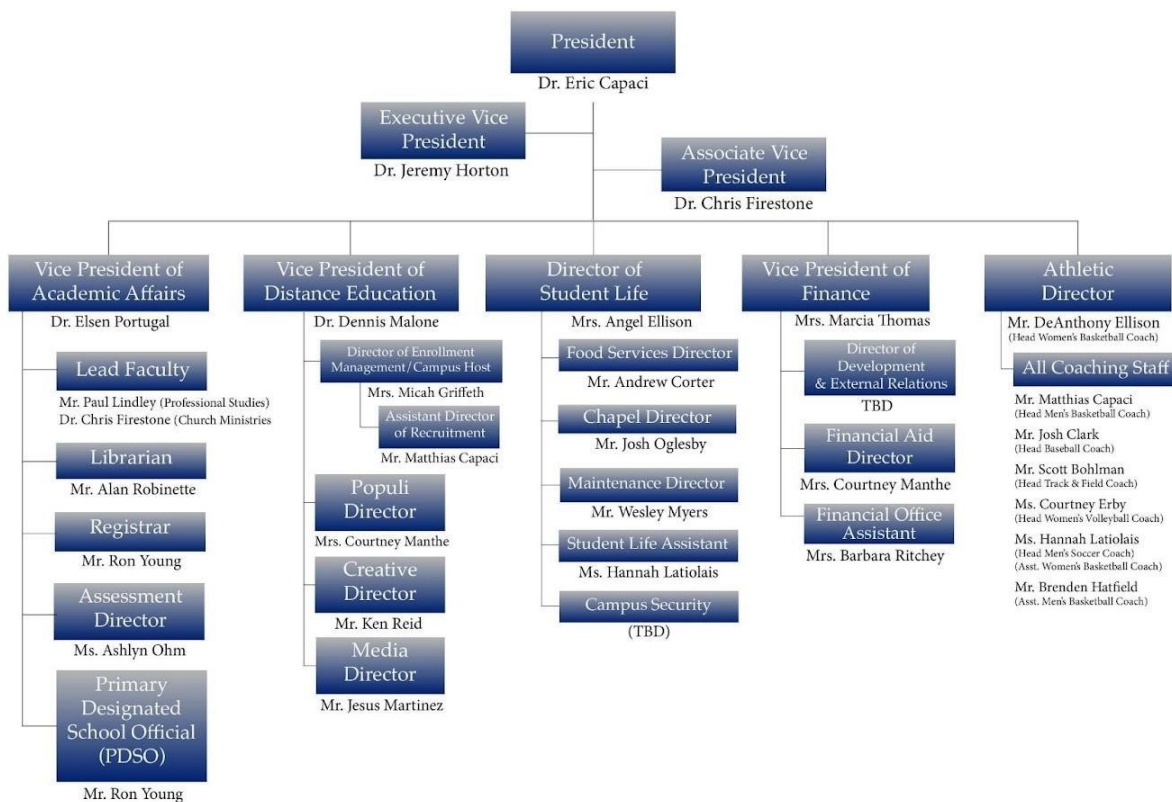 President
Dr. Eric Capaci
Executive Vice
President
Dr. Jeremy Horton
Associate Vice
President
Dr. Chris Firestone
Vice President of
Academic Affairs
Dr. Elsen Portugal
Lead Faculty
Mr. Paul Lindley (Professional Studies)
Dr. Chris Firestone (Church Ministries
Librarian
Mr. Alan Robinette
Registrar
Mr. Ron Young
Assessment
Director
Ms. Ashlyn Ohm
Primary
Designated
School Official
(PDSO)
Mr. Ron Young
Vice President of
Distance Education
Dr. Dennis Malone
Director of Enrollment
Management/Campus Host
Mrs. Micah Griffeth
Assistant Director
of Recruitment
Mr. Matthias Capaci
Populi
Director
Mrs. Courtney Manthe
Creative
Director
Mr. Ken Reid
Media
Director
Mr. Jesus Martinez
Director of
Student Life
Mrs. Angel Ellison
Food Services Director
Mr. Andrew Corter
Chapel Director
Mr. Josh Oglesby
Maintenance Director
Mr. Wesley Myers
Student Life Assistant
Ms. Hannah Latiolais
Campus Security
(TBD)
Vice President of
Finance
Mrs. Marcia Thomas
Director of
Development
& External Relations
TBD
Financial Aid
Director
Mrs. Courtney Manthe
Financial Office
Assistant
Mrs. Barbara Ritchey
Athletic
Director
Mr. DeAnthony Ellison
(Head Women's Basketball Coach)
All Coaching Staff
Mr. Matthias Capaci
(Head Men's Basketball Coach)
Mr. Josh Clark
(Head Baseball Coach)
Mr. Scott Bohlman
(Head Track & Field Coach)
Ms. Courtney Erby
(Head Women's Volleyball Coach)
Ms. Hannah Latiolais
(Head Men's Soccer Coach)
(Asst. Women's Basketball Coach)
Mr. Brenden Hatfield
(Asst. Men's Basketball Coach)